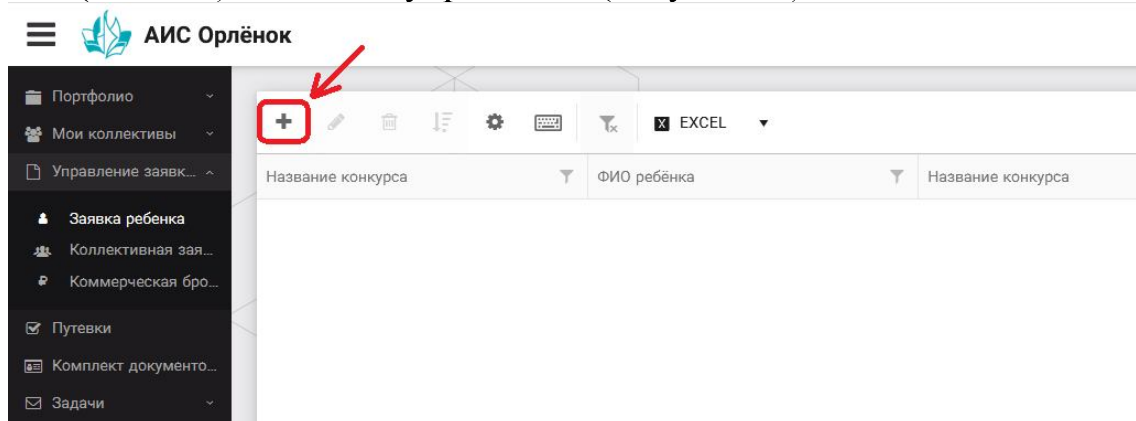 АИС Орлёнок
Портфолио
Мои коллективы
Управление заявк...
Заявка ребенка
Коллективная зая...
Коммерческая бро...
Путевки
Комплект документо...
Задачи
EXCEL
Название конкурса
ФИО ребёнка
Название конкурса